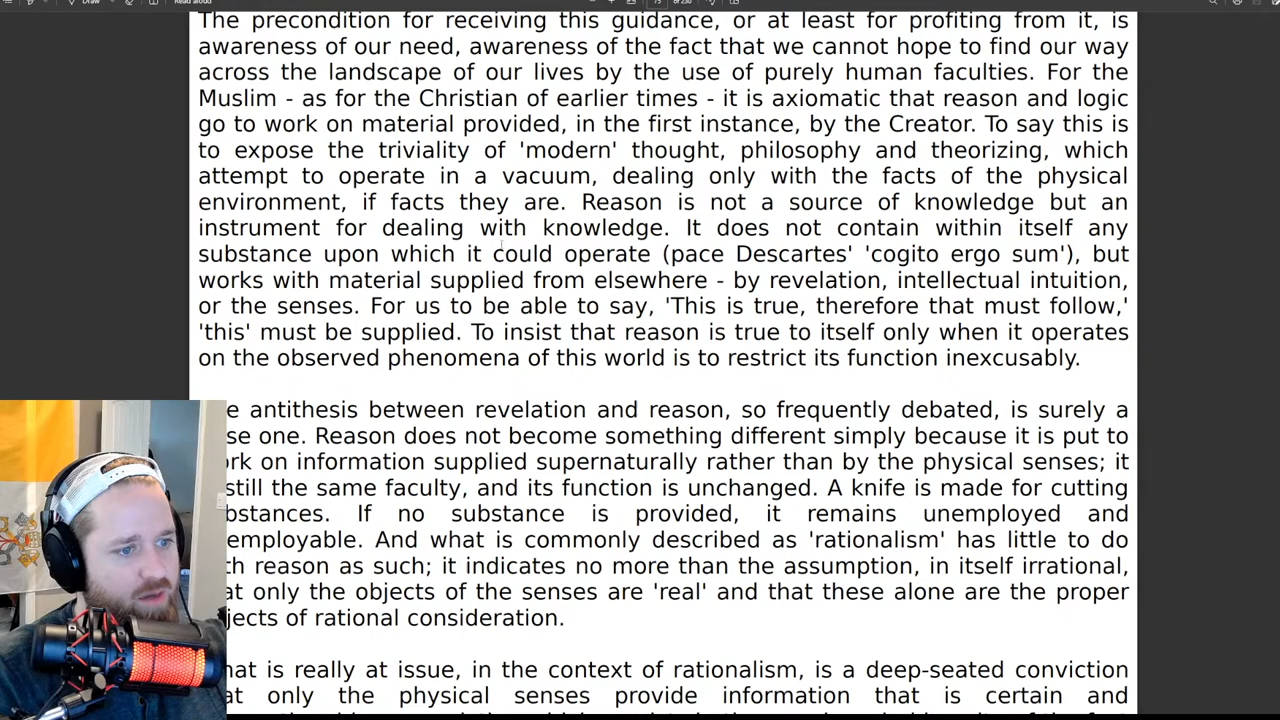 Draw
Read aloud
of 230
The precondition for receiving this guidance, or at least for profiting from it, is
awareness of our need, awareness of the fact that we cannot hope to find our way
across the landscape of our lives by the use of purely human faculties. For the
Muslim - as for the Christian of earlier times - it is axiomatic that reason and logic
go to work on material provided, in the first instance, by the Creator. To say this is
to expose the triviality of 'modern' thought, philosophy and theorizing, which
attempt to operate in a vacuum, dealing only with the facts of the physical
environment, if facts they are. Reason is not a source of knowledge but an
instrument for dealing with knowledge. It does not contain within itself any
substance upon which it could operate (pace Descartes' 'cogito ergo sum'), but
works with material supplied from elsewhere - by revelation, intellectual intuition,
or the senses. For us to be able to say, 'This is true, therefore that must follow,'
'this' must be supplied. To insist that reason is true to itself only when it operates
on the observed phenomena of this world is to restrict its function inexcusably.
e antithesis between revelation and reason, so frequently debated, is surely a
se one. Reason does not become something different simply because it is put to
rk on information supplied supernaturally rather than by the physical senses; it
still the same faculty, and its function is unchanged. A knife is made for cutting
bstances. If no substance is provided, it remains unemployed and
employable. And what is commonly described as 'rationalism' has little to do
th reason as such; it indicates no more than the assumption, in itself irrational,
at only the objects of the senses are 'real' and that these alone are the proper
jects of rational consideration.
hat is really at issue, in the context of rationalism, is a deep-seated conviction
at only the physical senses provide information that is certain and